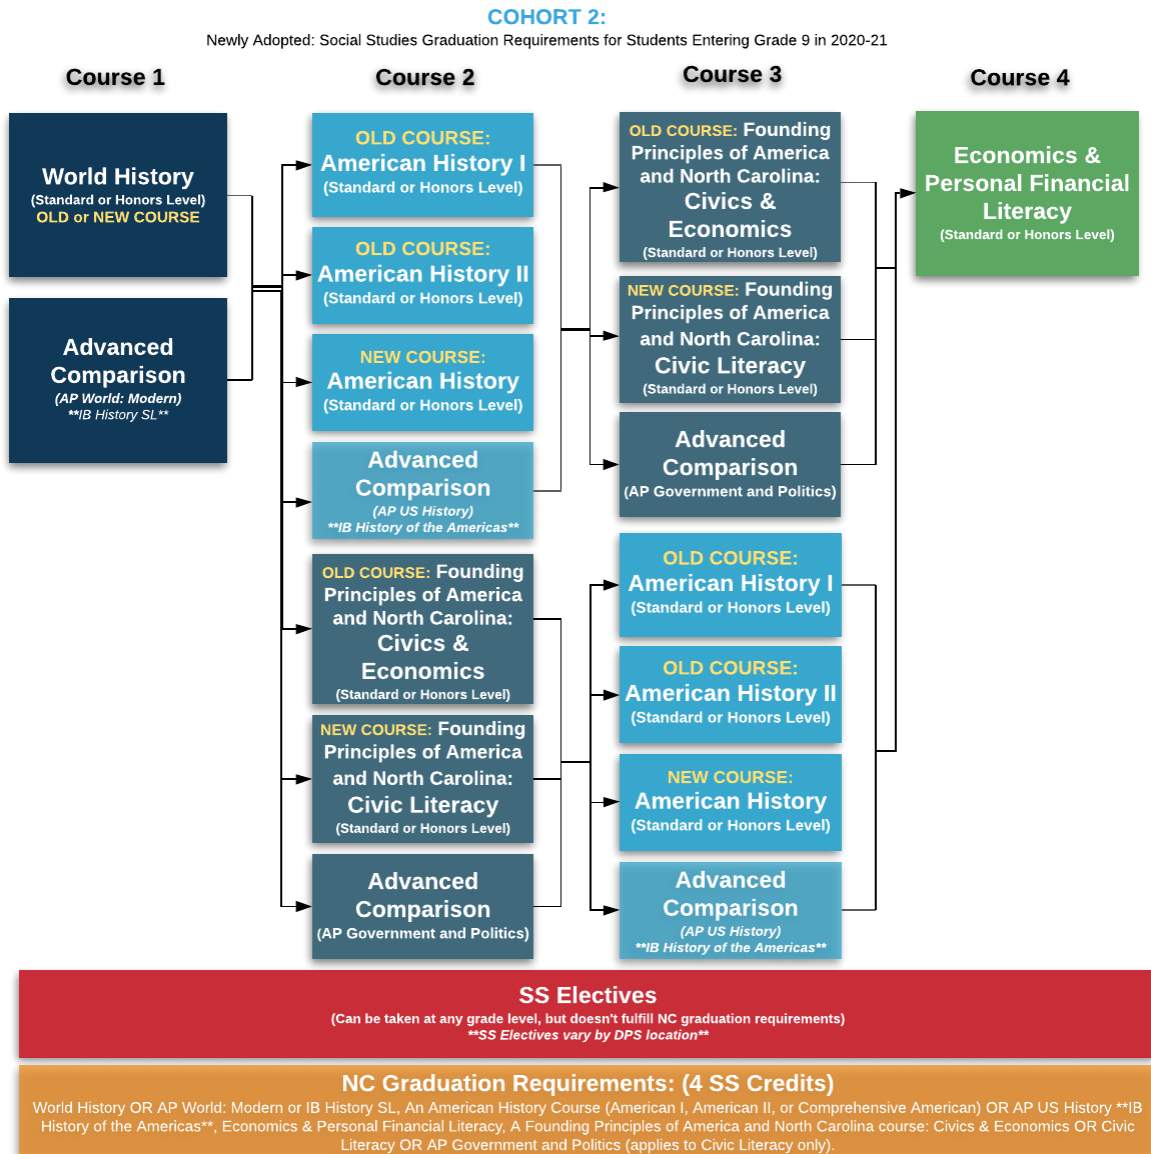 COHORT 2:
Newly Adopted: Social Studies Graduation Requirements for Students Entering Grade 9 in 2020-21
Course 1
Course 2
Course 3
Course 4
World History
(Standard or Honors Level)
OLD or NEW COURSE
Advanced
Comparison
(AP World: Modern)
**IB History SL**
OLD COURSE:
American History I
(Standard or Honors Level)
OLD COURSE:
American History II
(Standard or Honors Level)
NEW COURSE:
American History
(Standard or Honors Level)
Advanced
Comparison
(AP US History)
**IB History of the Americas**
OLD COURSE: Founding
Principles of America
and North Carolina:
Civics &
Economics
(Standard or Honors Level)
NEW COURSE: Founding
Principles of America
and North Carolina:
Civic Literacy
(Standard or Honors Level)
Advanced
Comparison
(AP Government and Politics)
OLD COURSE: Founding
Principles of America
and North Carolina:
Civics &
Economics
(Standard or Honors Level)
NEW COURSE: Founding
Principles of America
and North Carolina:
Civic Literacy
(Standard or Honors Level)
Advanced
Comparison
(AP Government and Politics)
OLD COURSE:
American History I
(Standard or Honors Level)
OLD COURSE:
American History II
(Standard or Honors Level)
NEW COURSE:
American History
(Standard or Honors Level)
Advanced
Comparison
(AP US History)
**IB History of the Americas**
Economics &
Personal Financial
Literacy
(Standard or Honors Level)
SS Electives
(Can be taken at any grade level, but doesn't fulfill NC graduation requirements)
**SS Electives vary by DPS location**
NC Graduation Requirements: (4 SS Credits)
World History OR AP World: Modern or IB History SL, An American History Course (American I, American II, or Comprehensive American) OR AP US History **IB
History of the Americas**, Economics & Personal Financial Literacy, A Founding Principles of America and North Carolina course: Civics & Economics OR Civic
Literacy OR AP Government and Politics (applies to Civic Literacy only).